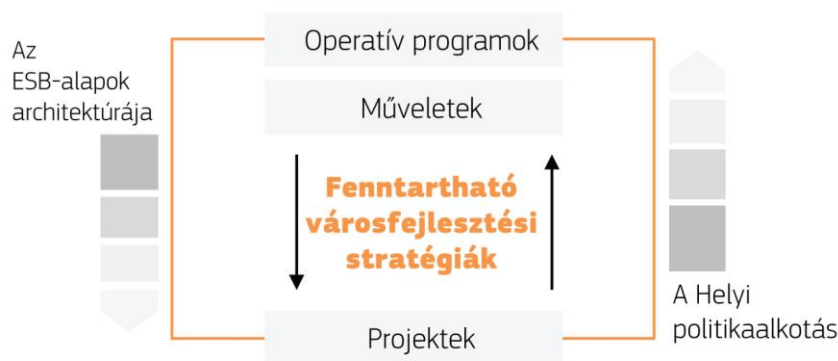 Az
ESB-alapok
architektúrája
Operatív programok
Műveletek
Fenntartható
városfejlesztési
stratégiák
Projektek
A Helyi
politikaalkotás